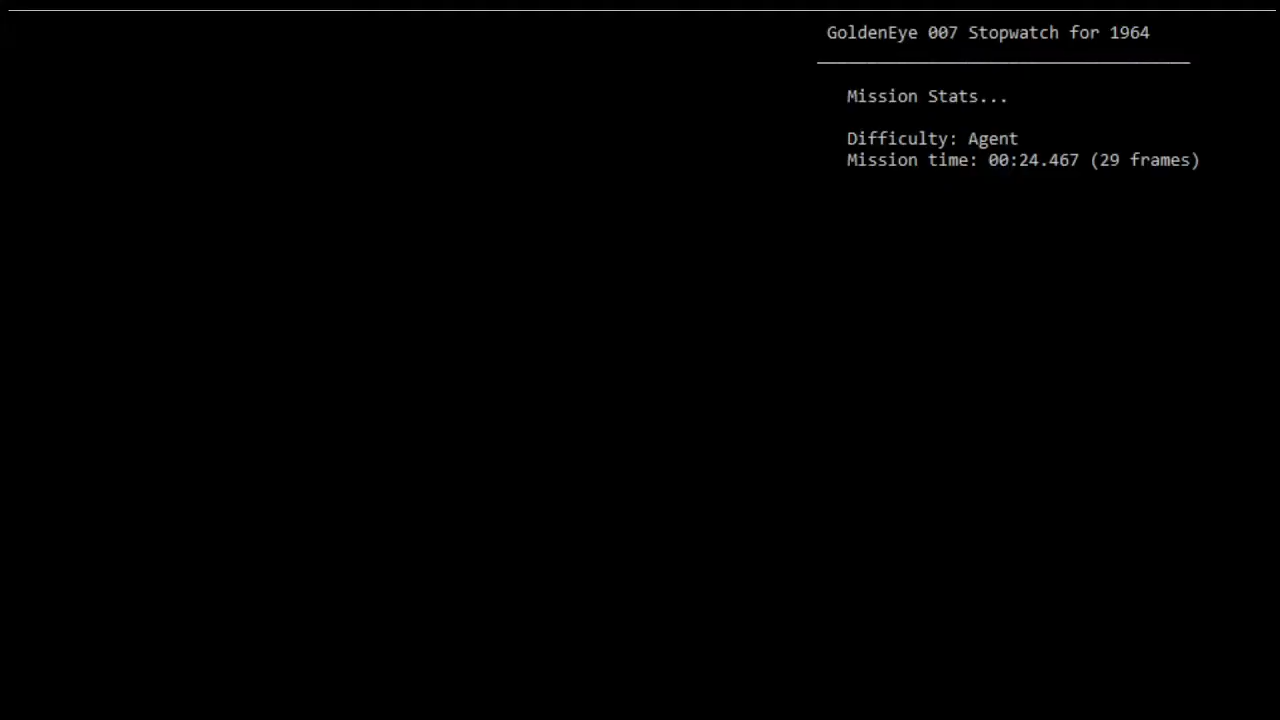 GoldenEye 007 Stopwatch for 1964
Mission Stats...
Difficulty: Agent
Mission time: 00:24.467 (29 frames)